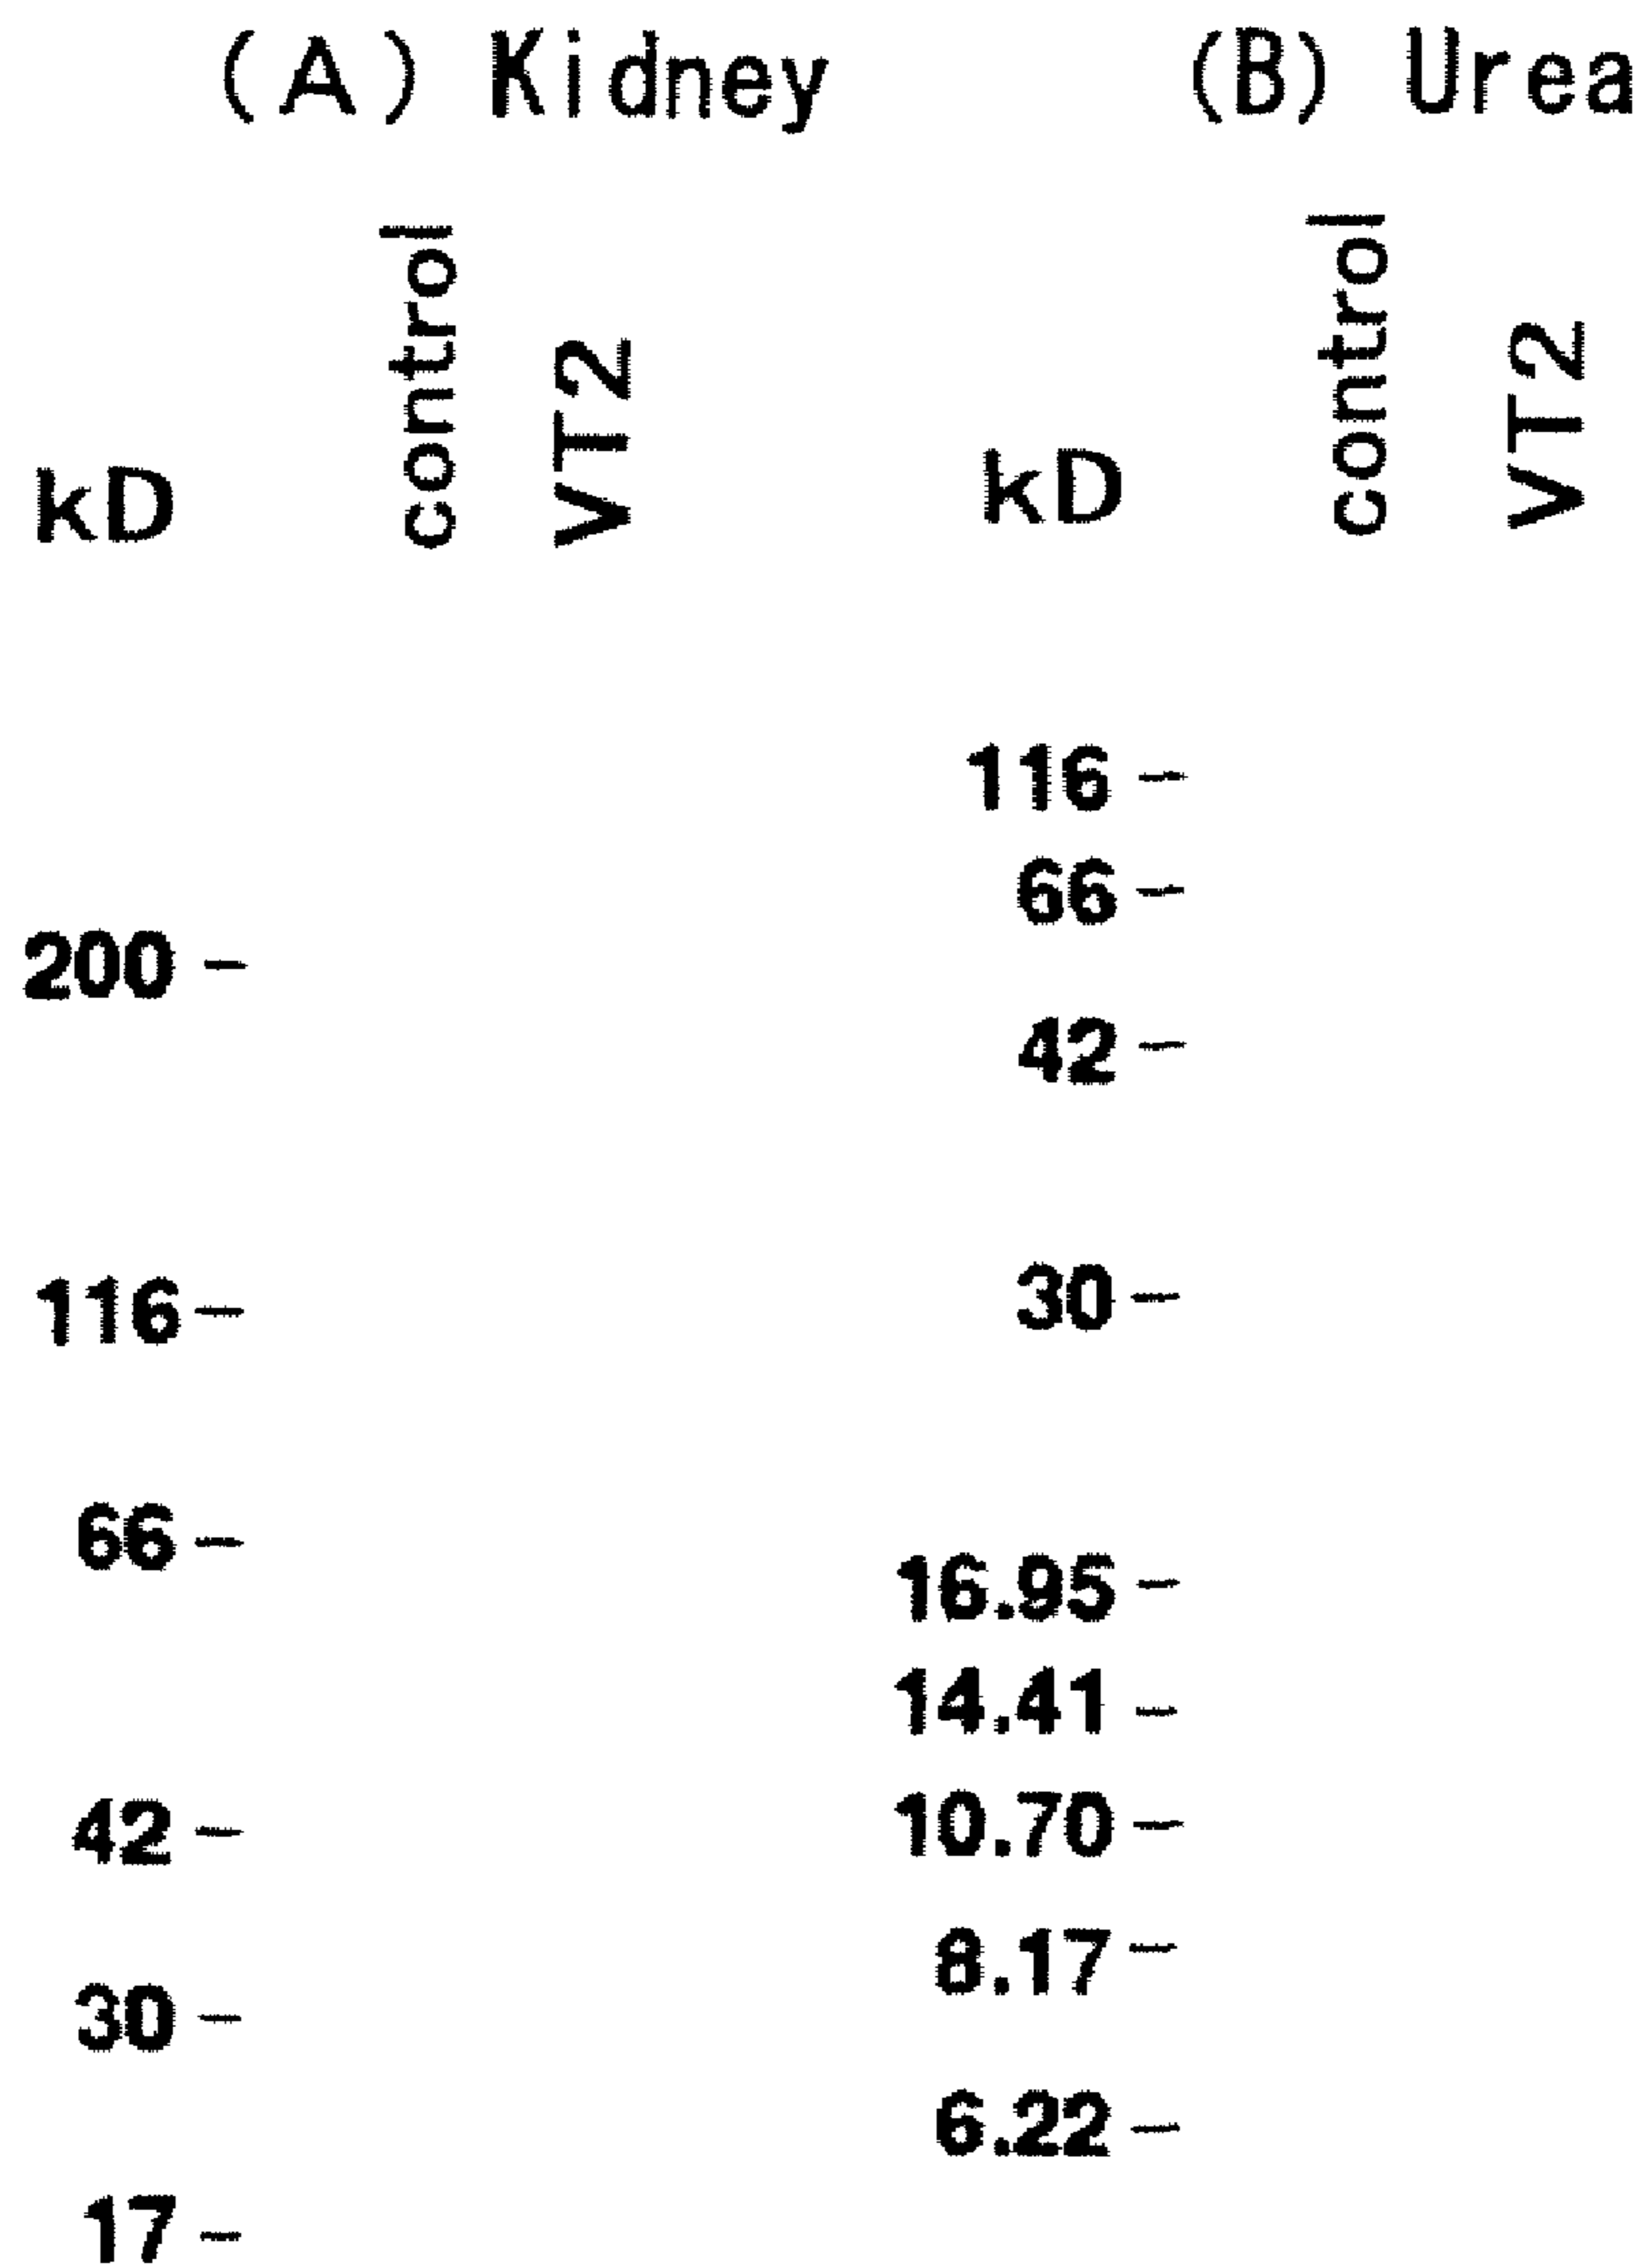 (A) Kidney
control
VT2
kD
200 -
116 -
66 -
42 -
30 -
17 -
(B) Urea
control
VT2
kD
116 -
66 -
42 -
30 -
16.95 -
14.41 -
10.70 -
8.17 -
6.22 -